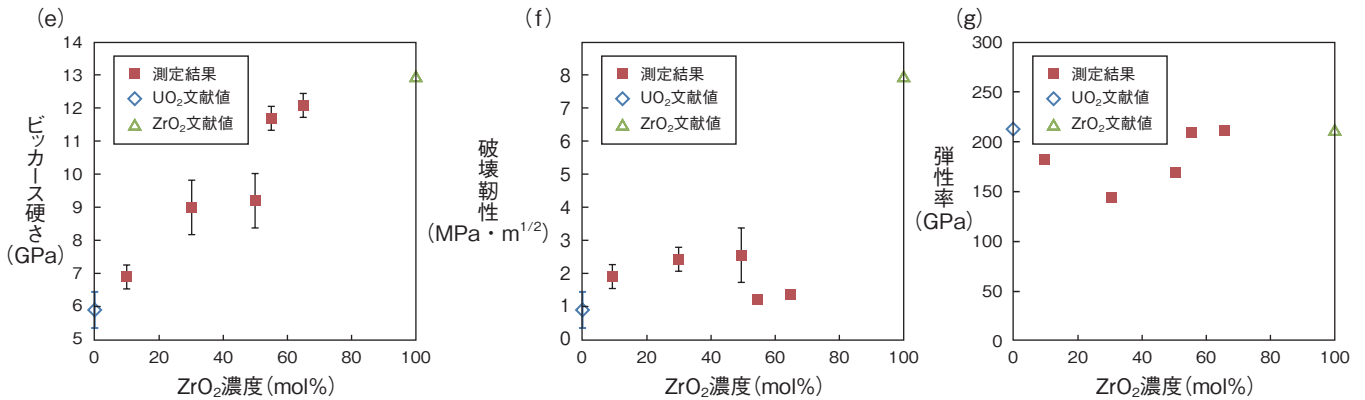 (e)
14
13
12
11
10
9
8
7
6
5
0
20
40
60
80
100
ビッカース硬さ
(GPa)
ZrO₂濃度(mol%)
測定結果
UO₂文献値
ZrO₂文献値
(f)
9
8
7
6
5
4
3
2
1
0
0
20
40
60
80
100
破壊靭性
(MPa・m¹/²)
ZrO₂濃度(mol%)
測定結果
UO₂文献値
ZrO₂文献値
(g)
300
250
200
150
100
50
0
0
20
40
60
80
100
弾性率
(GPa)
ZrO₂濃度(mol%)
測定結果
UO₂文献値
ZrO₂文献値